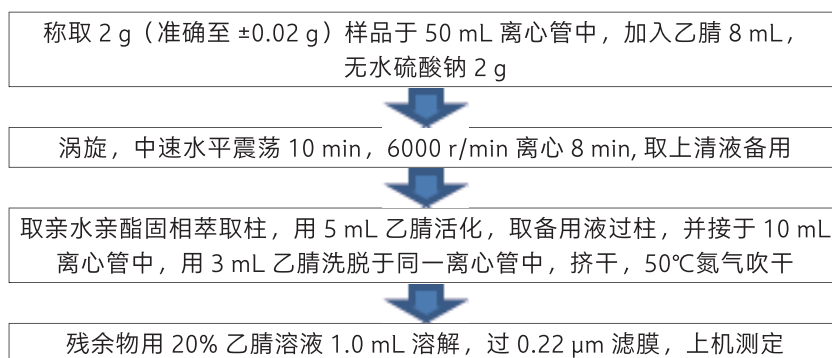 称取 2 g（准确至 ±0.02 g）样品于 50 mL 离心管中，加入乙腈 8 mL，
无水硫酸钠 2 g
涡旋，中速水平震荡 10 min，6000 r/min 离心 8 min, 取上清液备用
取亲水亲酯固相萃取柱，用 5 mL 乙腈活化，取备用液过柱，并接于 10 mL
离心管中，用 3 mL 乙腈洗脱于同一离心管中，挤干，50℃氮气吹干
残余物用 20% 乙腈溶液 1.0 mL 溶解，过 0.22 μm 滤膜，上机测定